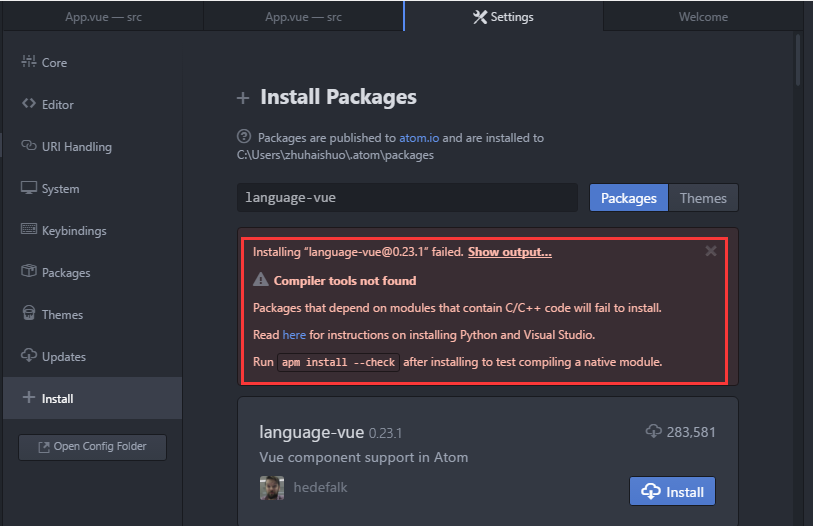 App.vue — src
App.vue — src
Settings
Welcome
Core
Editor
URI Handling
System
Keybindings
Packages
Themes
Updates
Install
Open Config Folder
Install Packages
Packages are published to atom.io and are installed to
C:\Users\zhuhaishuo\.atom\packages
language-vue
Packages
Themes
Installing “language-vue@0.23.1” failed. Show output...
Compiler tools not found
Packages that depend on modules that contain C/C++ code will fail to install.
Read here for instructions on installing Python and Visual Studio.
Run apm install --check after installing to test compiling a native module.
language-vue 0.23.1
283,581
Vue component support in Atom
hedefalk
Install